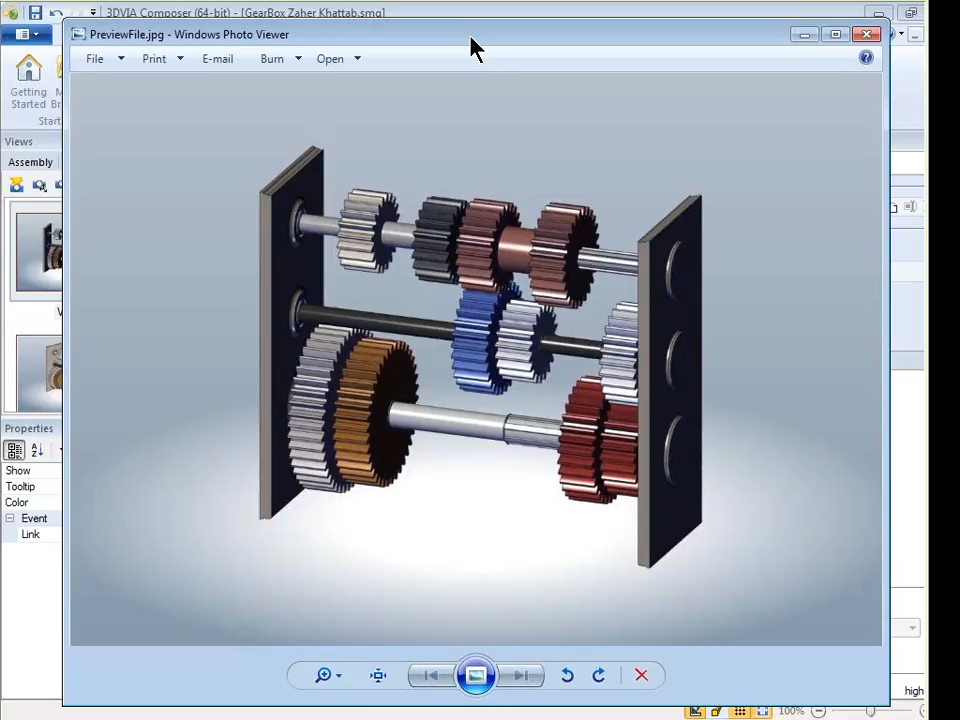 3DVIA Composer (64-bit) - [GearBox Zaher Khattab.smg]
PreviewFile.jpg - Windows Photo Viewer
File Print E-mail Burn Open
Getting
Started
Start
Views
Assembly
Properties
Show
Tooltip
Color
Event
Link
high
100%